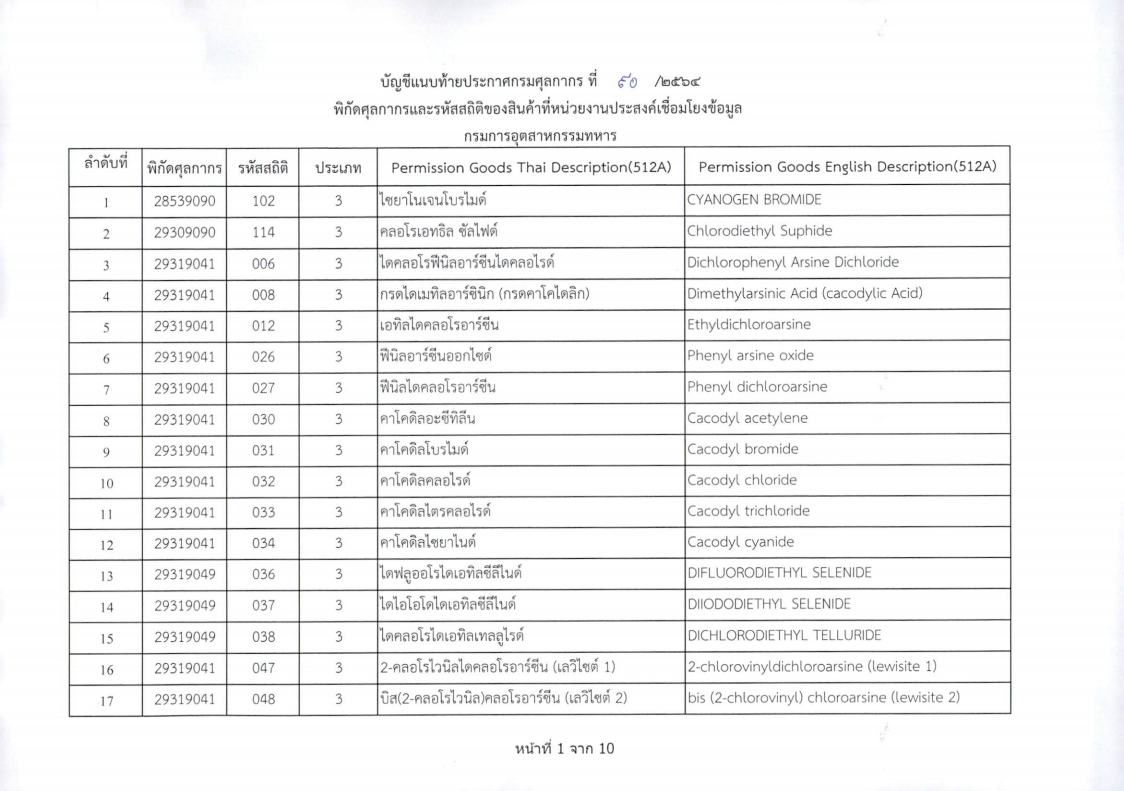 บัญชีแนบท้ายประกาศกรมศุลกากร ที่ ๙๐ /๒๕๖๔
พิกัดศุลกากรและรหัสสถิติของสินค้าที่หน่วยงานประสงค์เชื่อมโยงข้อมูล
กรมการอุตสาหกรรมทหาร
ลำดับที่ พิกัดศุลกากร รหัสสถิติ ประเภท Permission Goods Thai Description(512A) Permission Goods English Description(512A)
1 28539090 102 3 ไซยาโนเจนโบรไมด์ CYANOGEN BROMIDE
2 29309090 114 3 คลอโรเอทธิล ซัลไฟด์ Chlorodiethyl Suphide
3 29319041 006 3 ไดคลอโรฟีนิลอาร์ซีนไดคลอไรด์ Dichlorophenyl Arsine Dichloride
4 29319041 008 3 กรดไดเมทิลอาร์ซินิก (กรดคาโคไดลิก) Dimethylarsinic Acid (cacodylic Acid)
5 29319041 012 3 เอทิลไดคลอโรอาร์ซีน Ethyldichloroarsine
6 29319041 026 3 ฟีนิลอาร์ซีนออกไซด์ Phenyl arsine oxide
7 29319041 027 3 ฟีนิลไดคลอโรอาร์ซีน Phenyl dichloroarsine
8 29319041 030 3 คาโคดิลอะซีทิลีน Cacodyl acetylene
9 29319041 031 3 คาโคดิลโบรไมด์ Cacodyl bromide
10 29319041 032 3 คาโคดิลคลอไรด์ Cacodyl chloride
11 29319041 033 3 คาโคดิลไตรคลอไรด์ Cacodyl trichloride
12 29319041 034 3 คาโคดิลไซยาไนด์ Cacodyl cyanide
13 29319049 036 3 ไดฟลูออโรไดเอทิลซีลีไนด์ DIFLUORODIETHYL SELENIDE
14 29319049 037 3 ไดไอโอโดไดเอทิลซีลีไนด์ DIIODODIETHYL SELENIDE
15 29319049 038 3 ไดคลอโรไดเอทิลเทลลูไรด์ DICHLORODIETHYL TELLURIDE
16 29319041 047 3 2-คลอโรไวนิลไดคลอโรอาร์ซีน (เลวิไซต์ 1) 2-chlorovinyldichloroarsine (lewisite 1)
17 29319041 048 3 บิส(2-คลอโรไวนิล)คลอโรอาร์ซีน (เลวิไซต์ 2) bis (2-chlorovinyl) chloroarsine (lewisite 2)
หน้าที่ 1 จาก 10